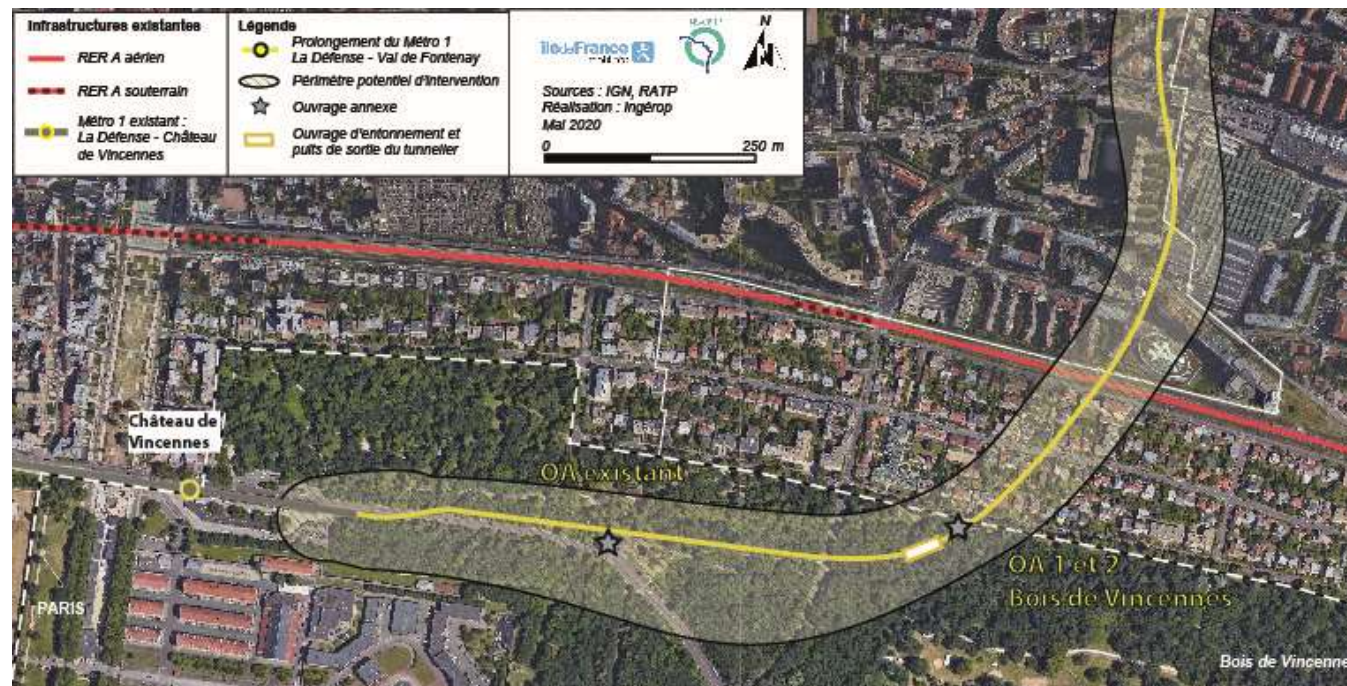 Infrastructures existantes
RER A aérien
RER A souterrain
Métro 1 existant :
La Défense - Château
de Vincennes
Légende
Prolongement du Métro 1
La Défense - Val de Fontenay
Périmètre potentiel d'intervention
Ouvrage annexe
Ouvrage d'entonnement et
puits de sortie du tunnelier
îledeFrance
N
Sources : IGN, RATP
Réalisation : Ingérop
Mai 2020
0 250 m
Château de
Vincennes
OA existant
OA 1 et 2
Bois de Vincennes
PARIS
Bois de Vincenne